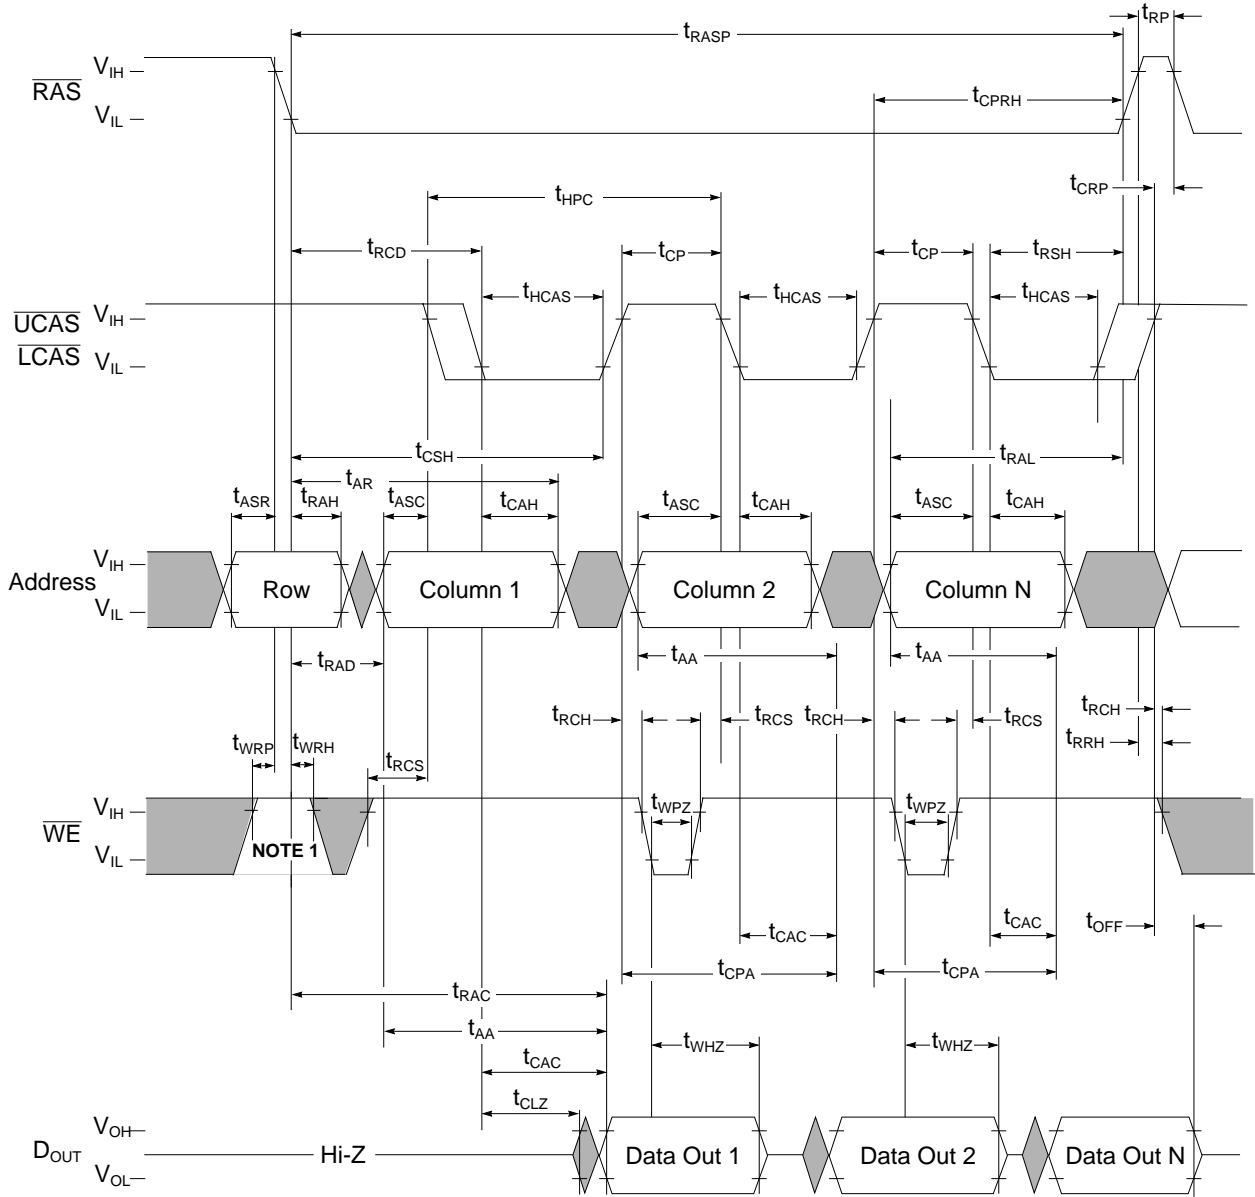 tRP
tRASP
VIH
RAS
tCPRH
VIL
tCRP
tHPC
tRCD tCP tCP tRSH
tHCAS tHCAS tHCAS
UCAS VIH
LCAS VIL
tCSH tRAL
tAR
tASR tRAH tASC tCAH tASC tCAH tASC tCAH
VIH
Address Row Column 1 Column 2 Column N
VIL
tRAD tAA tAA
tRCH tRCS tRCH tRCS tRCH
tWRP tWRH tRCS tRRH
VIH tWPZ tWPZ
WE
VIL NOTE 1
tCAC tCAC tOFF
tCPA tCPA
tRAC
tAA tWHZ tWHZ
tCAC
tCLZ
VOH
DOUT Hi-Z Data Out 1 Data Out 2 Data Out N
VOL